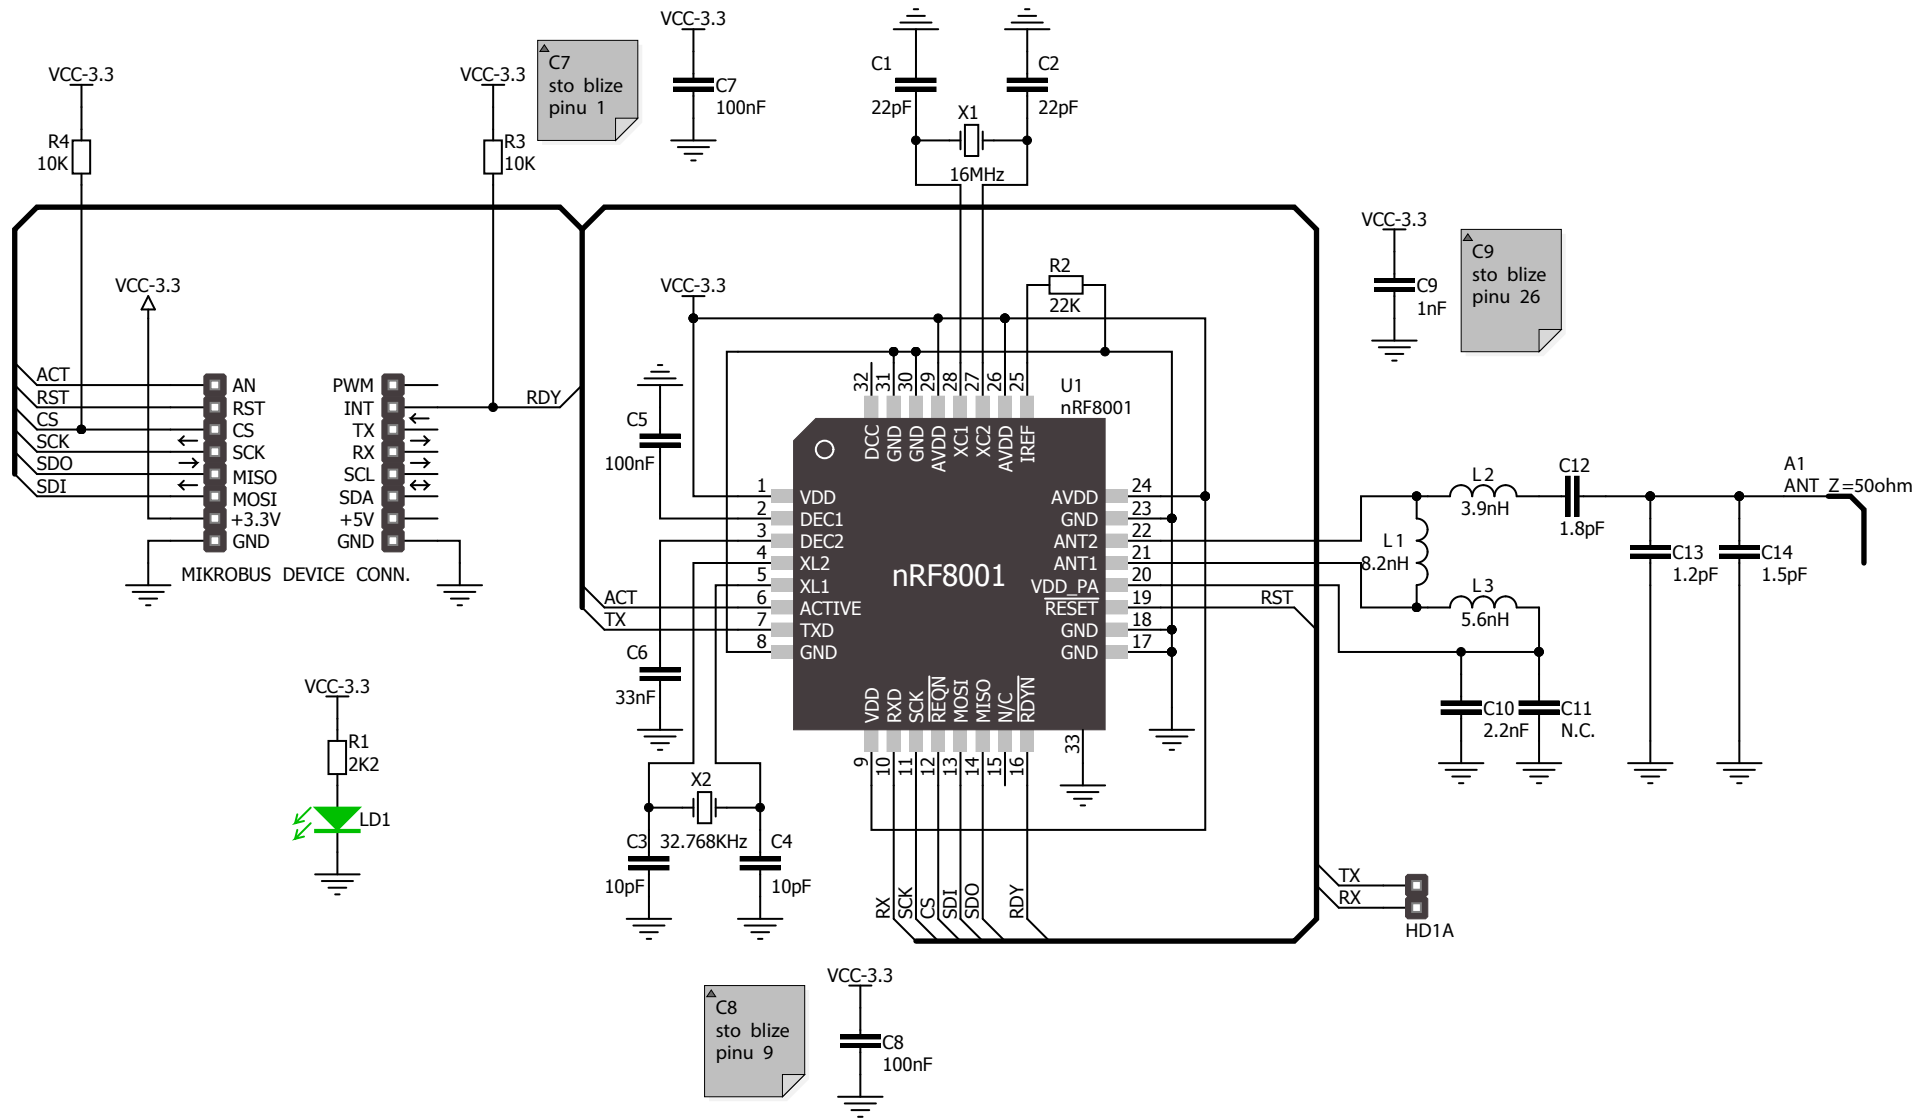 VCC-3.3
R4
10K
VCC-3.3
R3
10K
C7
sto blize
pinu 1
VCC-3.3
C7
100nF
C1
22pF
C2
22pF
X1
16MHz
VCC-3.3
C9
1nF
C9
sto blize
pinu 26
VCC-3.3
VCC-3.3
R2
22K
ACT
RST
CS
SCK
SDO
SDI
AN
RST
CS
SCK
MISO
MOSI
+3.3V
GND
PWM
INT
TX
RX
SCL
SDA
+5V
GND
RDY
MIKROBUS DEVICE CONN.
C5
100nF
U1
nRF8001
32 31 30 29 28 27 26 25
DCC GND GND AVDD XC1 XC2 AVDD IREF
1 VDD
2 DEC1
3 DEC2
4 XL2
5 XL1
6 ACTIVE
7 TXD
8 GND
nRF8001
AVDD 24
GND 23
ANT2 22
ANT1 21
VDD_PA 20
RESET 19
GND 18
GND 17
VDD RXD SCK REQN MOSI MISO N/C RDYN
9 10 11 12 13 14 15 16
33
ACT
TX
RST
C6
33nF
X2
32.768KHz
C3
10pF
C4
10pF
RX SCK CS SDI SDO RDY
L1
8.2nH
L2
3.9nH
L3
5.6nH
C12
1.8pF
A1
ANT Z=50ohm
C13
1.2pF
C14
1.5pF
C10
2.2nF
C11
N.C.
VCC-3.3
R1
2K2
LD1
TX
RX
HD1A
C8
sto blize
pinu 9
VCC-3.3
C8
100nF